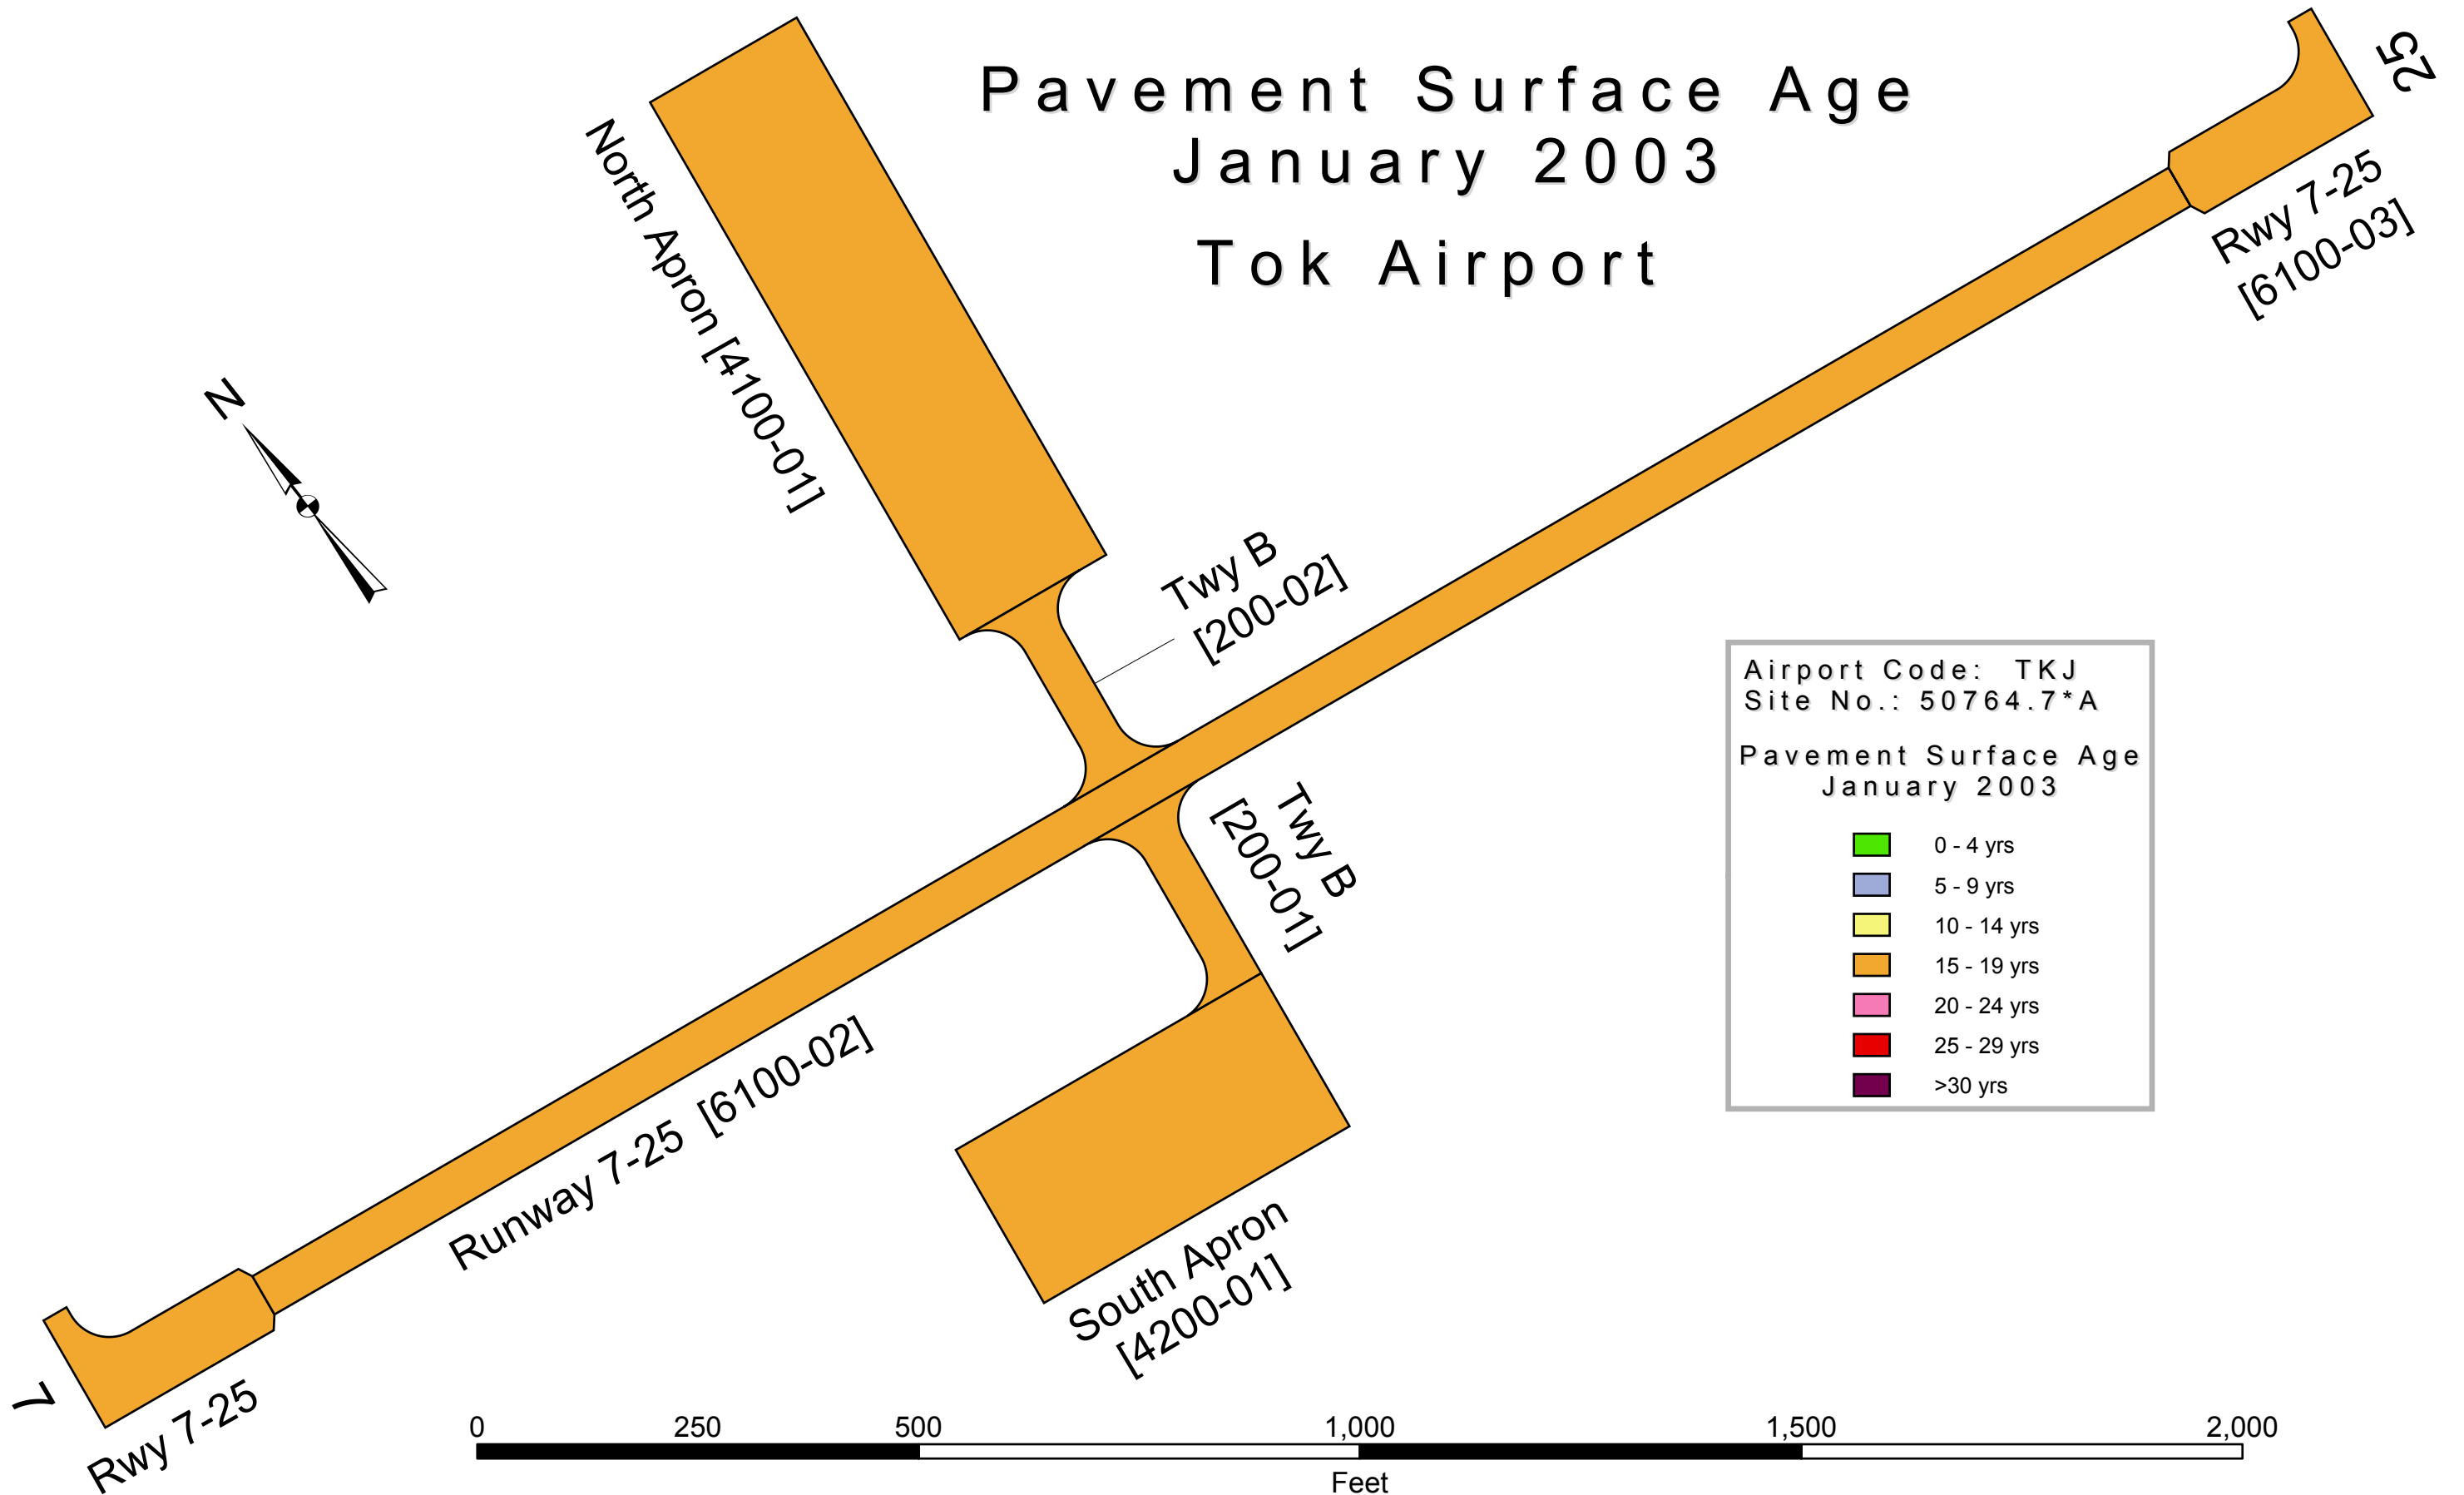 Pavement Surface Age
January 2003
Tok Airport
25
Rwy 7-25
[6100-03]
North Apron [4100-01]
N
Twy B
[200-02]
Twy B
[200-01]
Airport Code: TKJ
Site No.: 50764.7*A
Pavement Surface Age
January 2003
0 - 4 yrs
5 - 9 yrs
10 - 14 yrs
15 - 19 yrs
20 - 24 yrs
25 - 29 yrs
>30 yrs
Runway 7-25 [6100-02]
South Apron
[4200-01]
7
Rwy 7-25
0 250 500 1,000 1,500 2,000
Feet